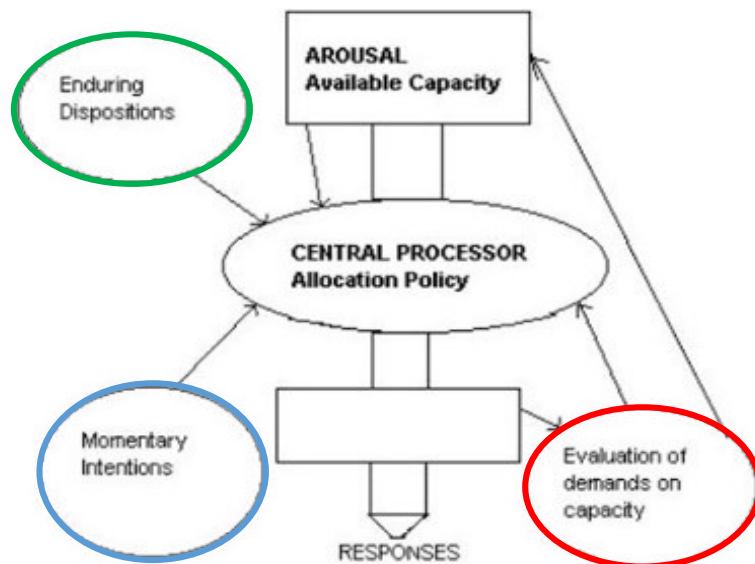 AROUSAL
Available Capacity
Enduring
Dispositions
CENTRAL PROCESSOR
Allocation Policy
Momentary
Intentions
Evaluation of
demands on
capacity
RESPONSES